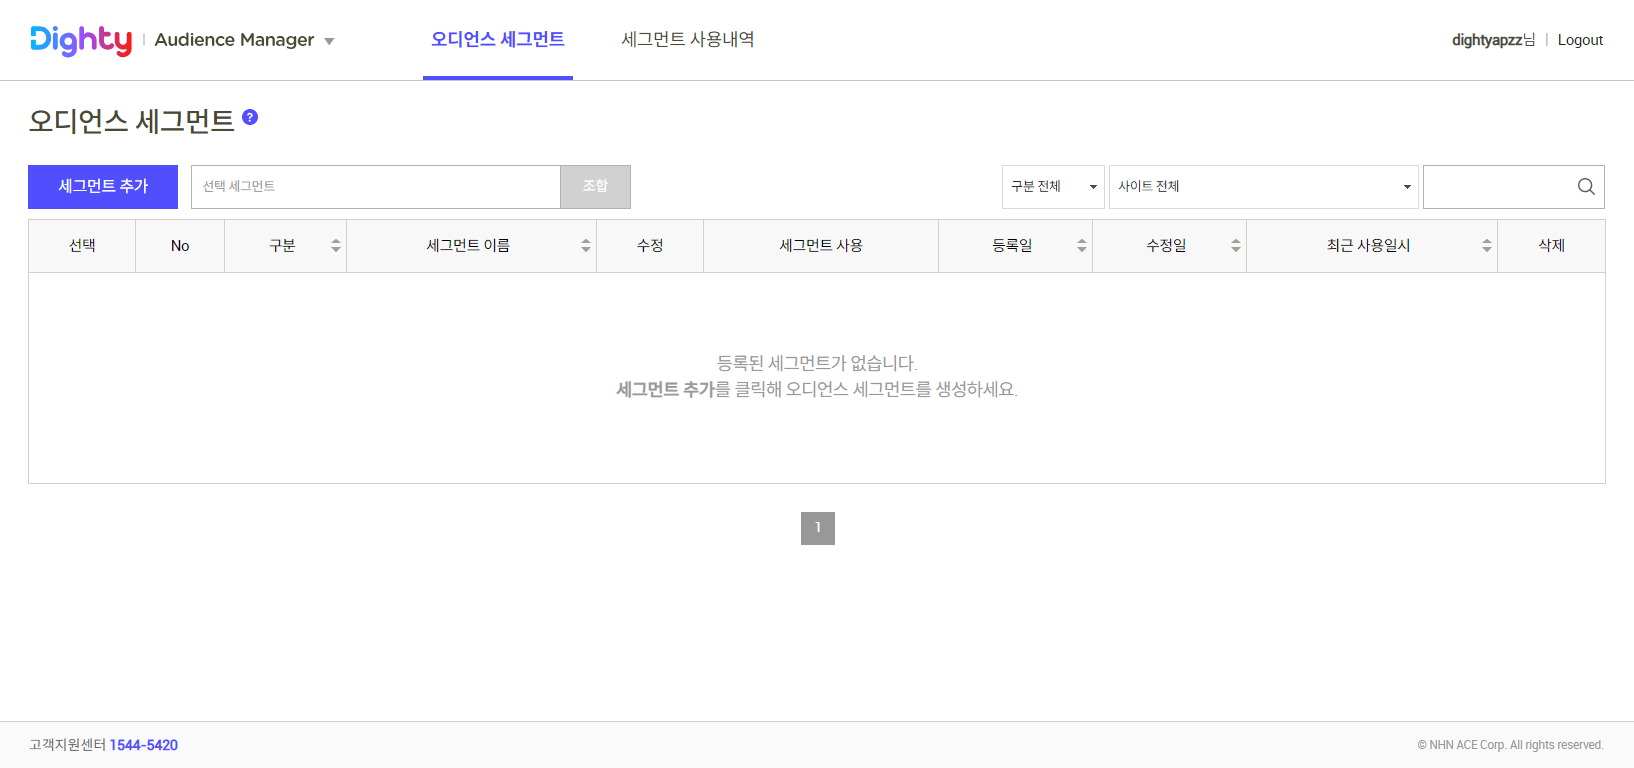 Dighty | Audience Manager 오디언스 세그먼트 세그먼트 사용내역 dightyapzz님 | Logout
오디언스 세그먼트 ?
세그먼트 추가 선택 세그먼트 조합 구분 전체 사이트 전체
선택 No 구분 세그먼트 이름 수정 세그먼트 사용 등록일 수정일 최근 사용일시 삭제
등록된 세그먼트가 없습니다.
세그먼트 추가를 클릭해 오디언스 세그먼트를 생성하세요.
1
고객지원센터 1544-5420 © NHN ACE Corp. All rights reserved.